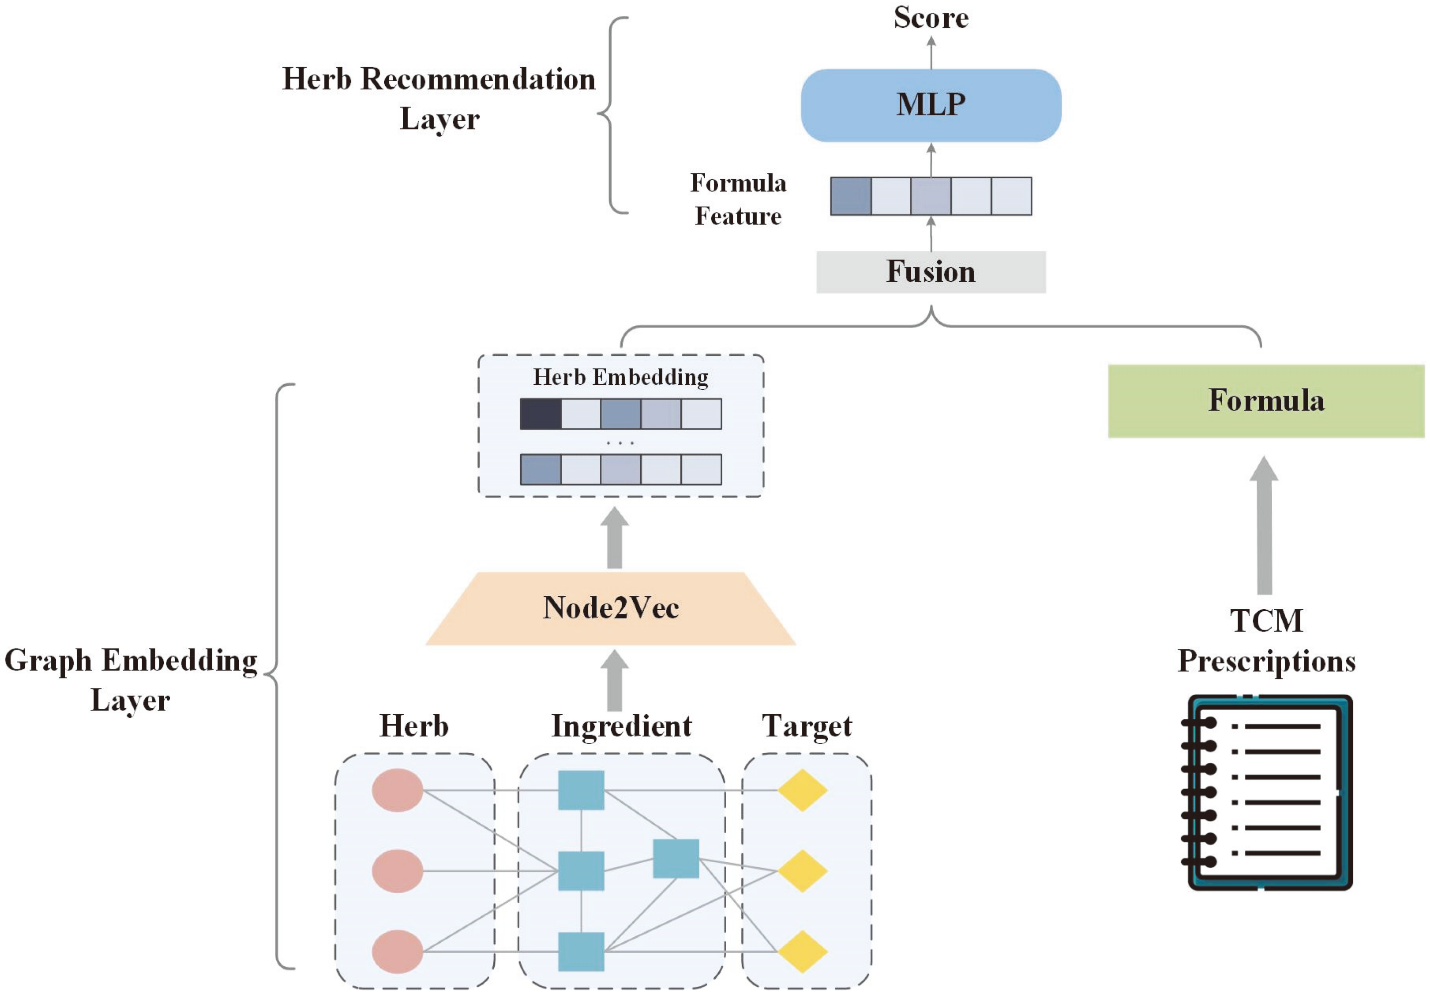 Score
Herb Recommendation
Layer
MLP
Formula
Feature
Fusion
Herb Embedding
...
Formula
Node2Vec
TCM
Prescriptions
Graph Embedding
Layer
Herb
Ingredient
Target